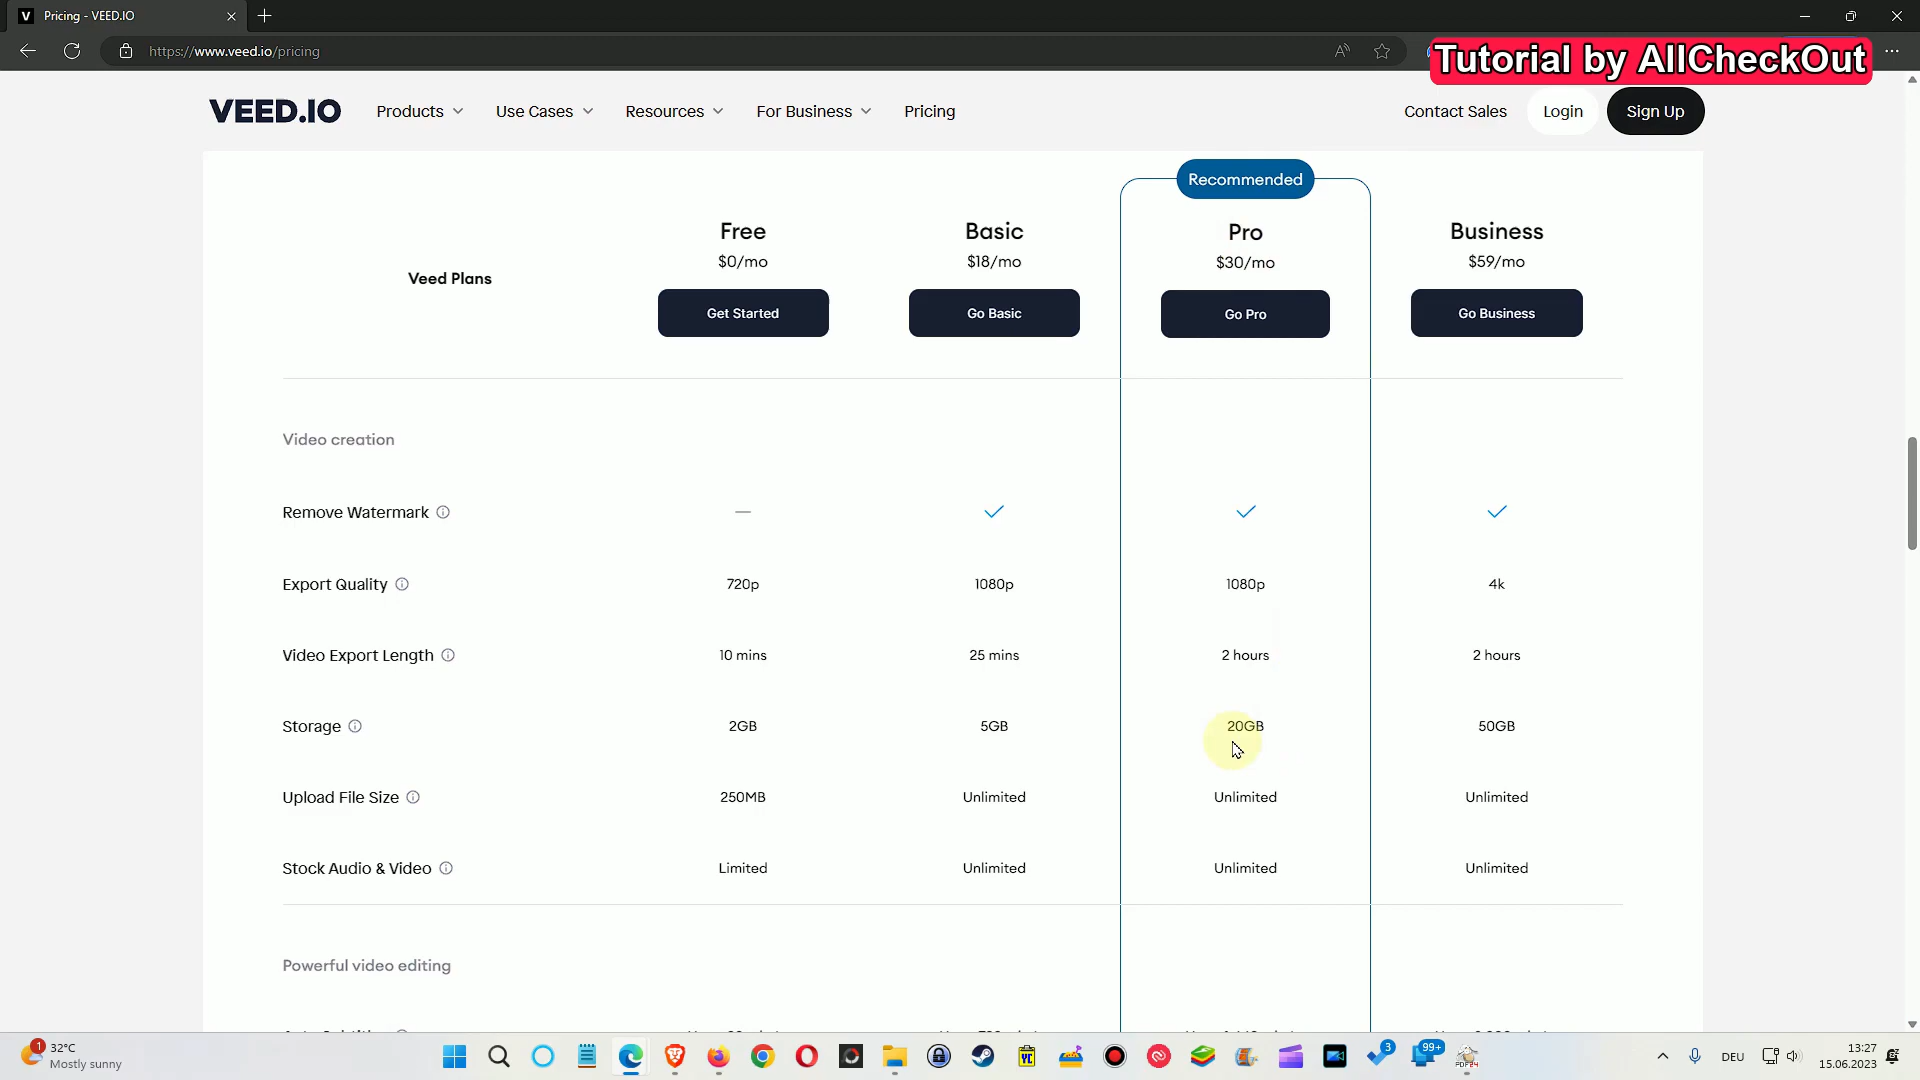 Pricing - VEED.IO
https://www.veed.io/pricing
Tutorial by AllCheckOut
VEED.IO Products Use Cases Resources For Business Pricing Contact Sales Login Sign Up
Recommended
Free Basic Pro Business
$0/mo $18/mo $30/mo $59/mo
Veed Plans
Get Started Go Basic Go Pro Go Business
Video creation
Remove Watermark
Export Quality 720p 1080p 1080p 4k
Video Export Length 10 mins 25 mins 2 hours 2 hours
Storage 2GB 5GB 20GB 50GB
Upload File Size 250MB Unlimited Unlimited Unlimited
Stock Audio & Video Limited Unlimited Unlimited Unlimited
Powerful video editing
1 32°C
Mostly sunny
3 99+
DEU
13:27
15.06.2023